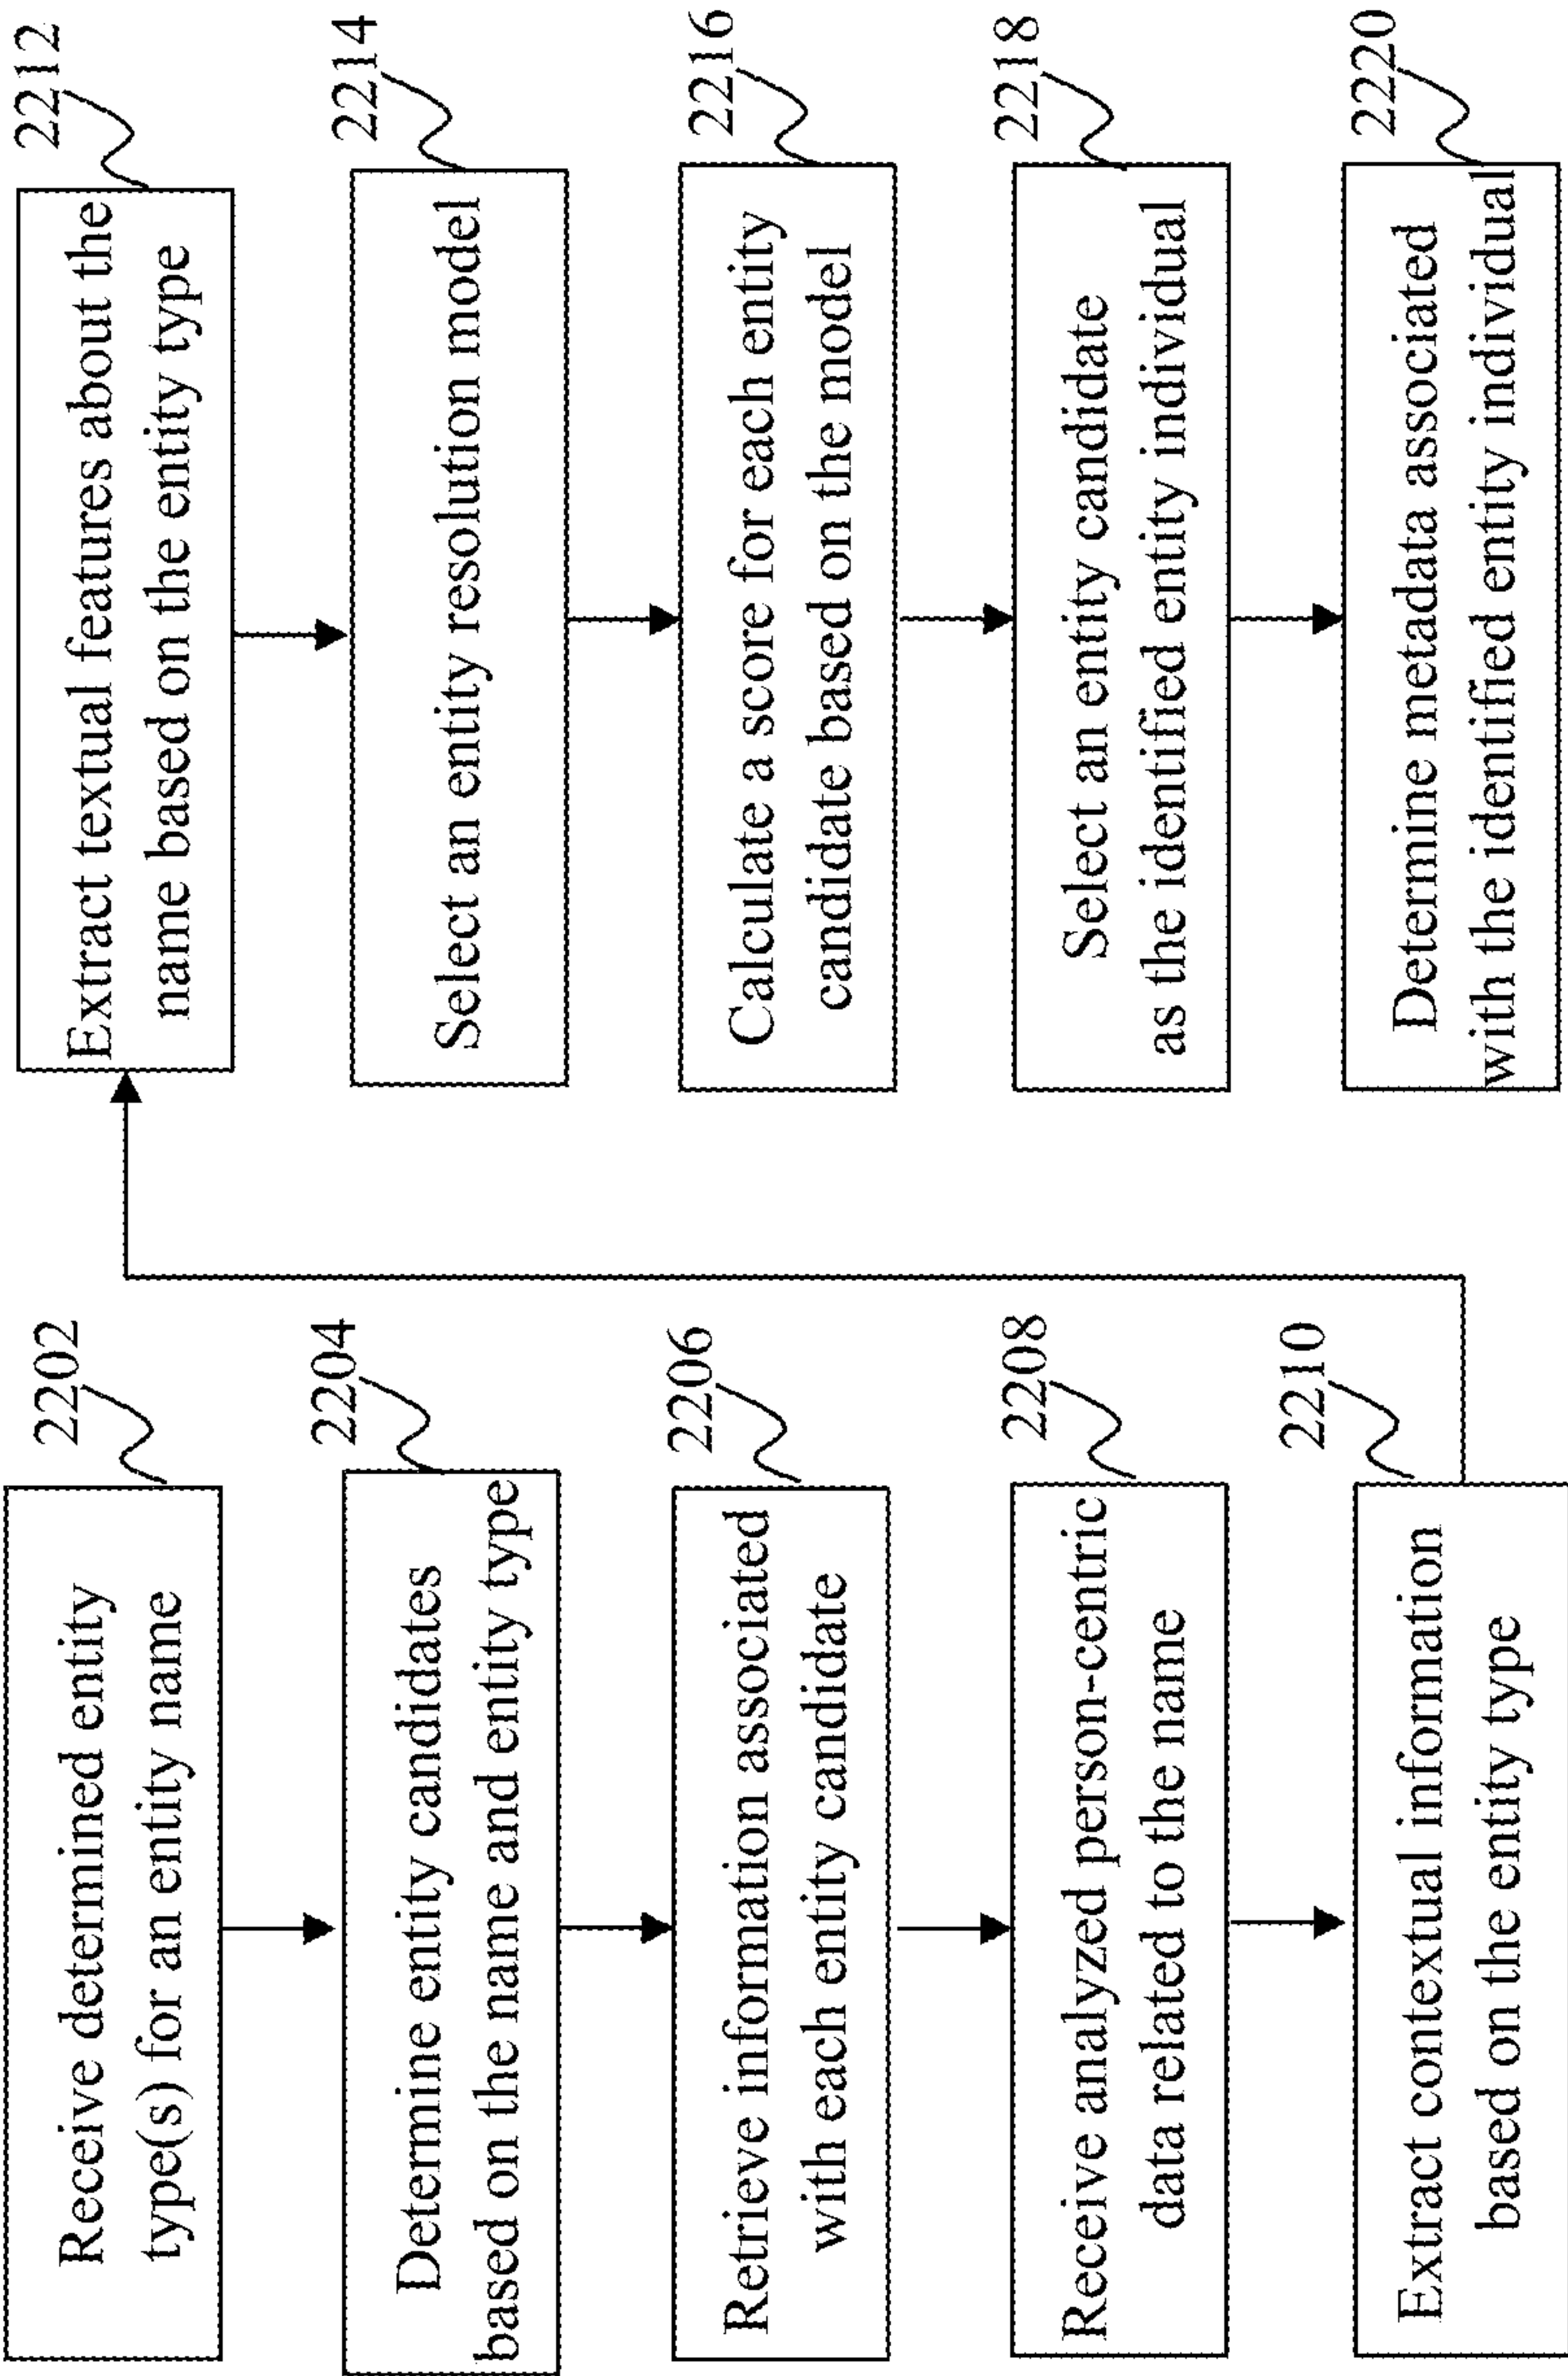 2202
Receive determined entity
type(s) for an entity name
2204
Determine entity candidates
based on the name and entity type
2206
Retrieve information associated
with each entity candidate
2208
Receive analyzed person-centric
data related to the name
2210
Extract contextual information
based on the entity type
2212
Extract textual features about the
name based on the entity type
2214
Select an entity resolution model
2216
Calculate a score for each entity
candidate based on the model
2218
Select an entity candidate
as the identified entity individual
2220
Determine metadata associated
with the identified entity individual